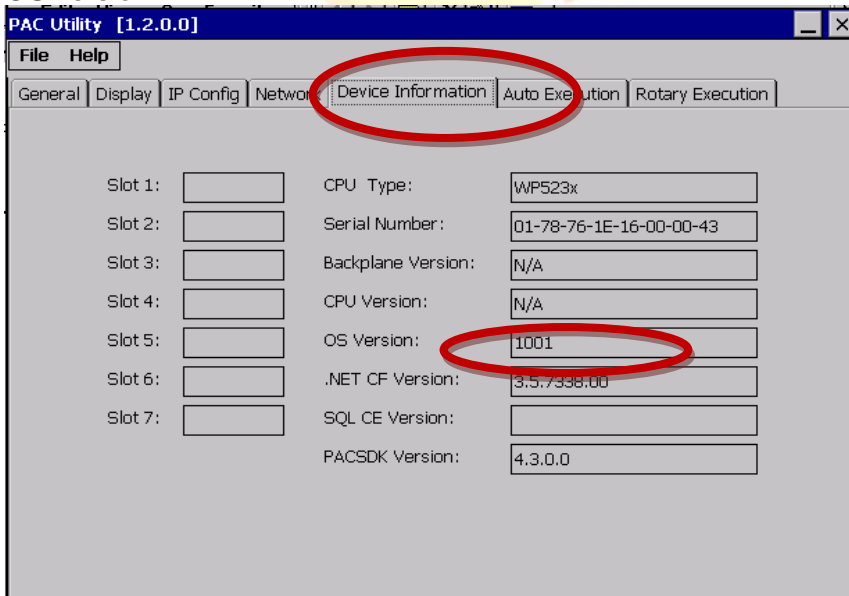 PAC Utility [1.2.0.0]
File Help
General Display IP Config Network Device Information Auto Execution Rotary Execution
Slot 1: CPU Type: WP523x
Slot 2: Serial Number: 01-78-76-1E-16-00-00-43
Slot 3: Backplane Version: N/A
Slot 4: CPU Version: N/A
Slot 5: OS Version: 1001
Slot 6: .NET CF Version: 3.5.7338.00
Slot 7: SQL CE Version:
PACSDK Version: 4.3.0.0